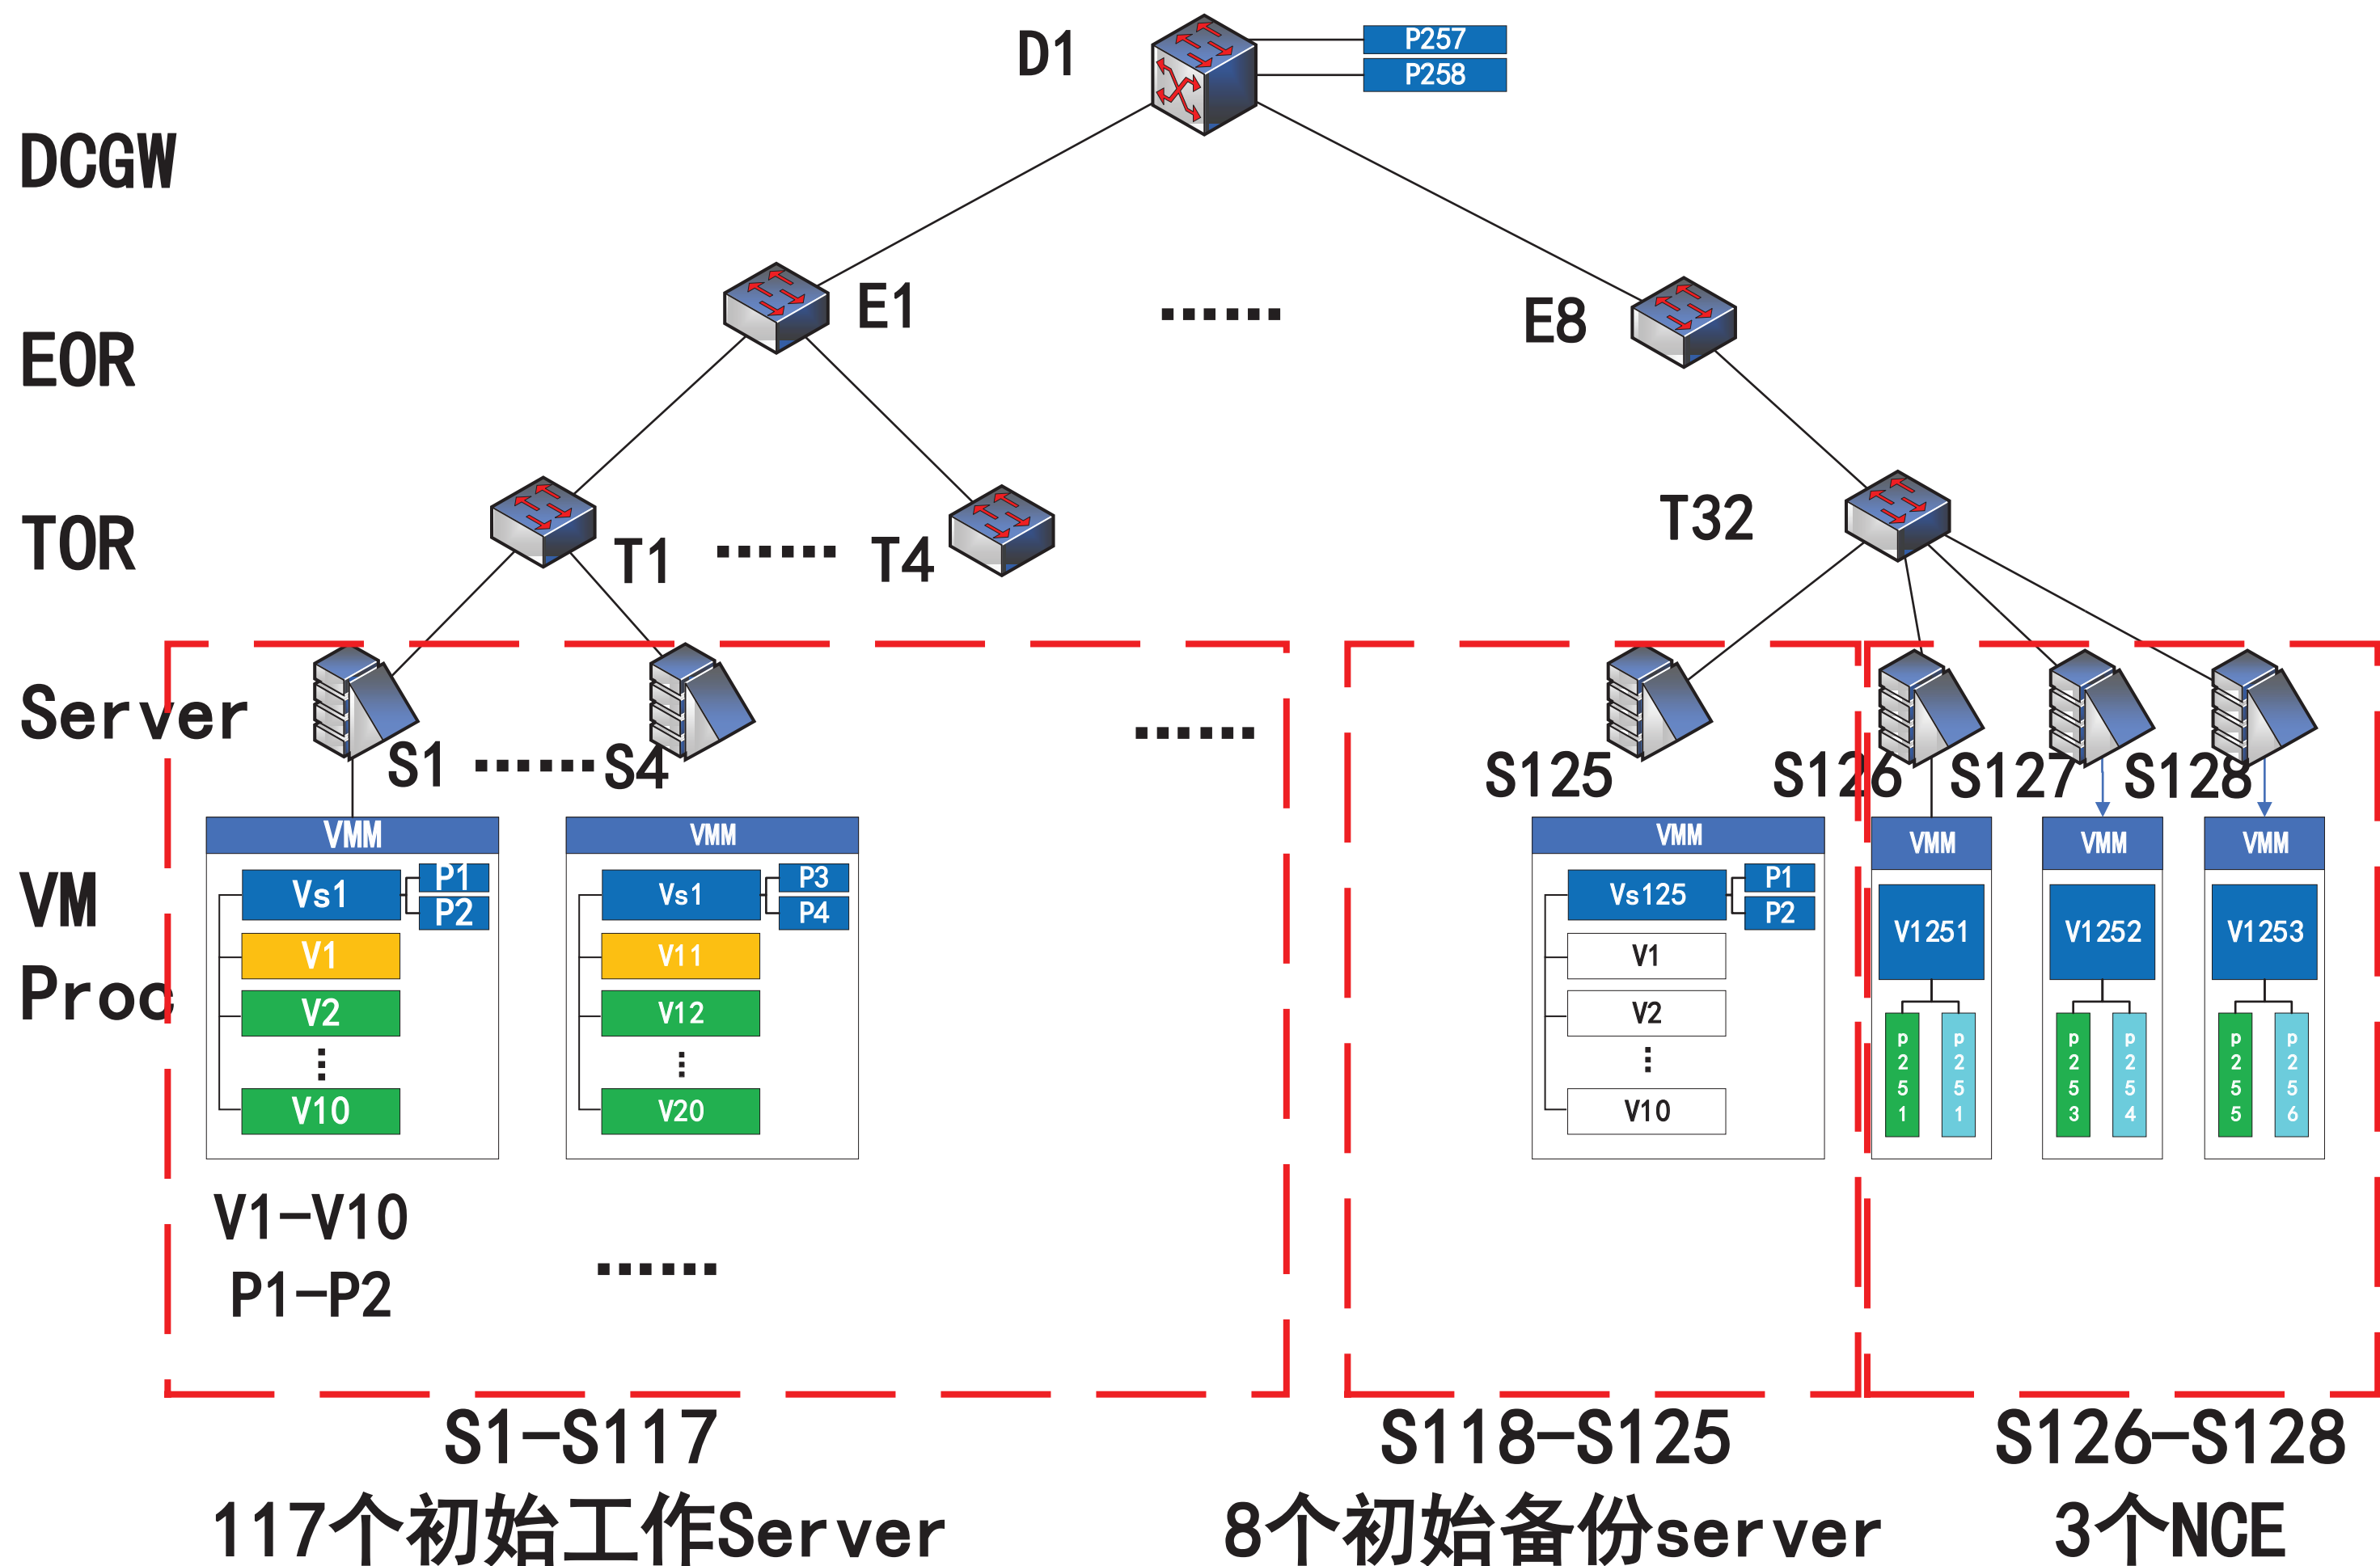 D1
P257
P258
DCGW
E1
......
E8
EOR
T32
TOR
T1
......
T4
Server
S1
......
S4
......
S125
S126
S127
S128
VMM
VMM
VMM
VMM
VMM
VMM
VM
Proc
Vs1
P1
P2
V1
V2
⋮
V10
Vs1
P3
P4
V11
V12
⋮
V20
Vs125
P1
P2
V1
V2
⋮
V10
V1251
p251
p251
V1252
p253
p254
V1253
p255
p256
V1-V10
P1-P2
......
S1-S117
117个初始工作Server
S118-S125
8个初始备份server
S126-S128
3个NCE